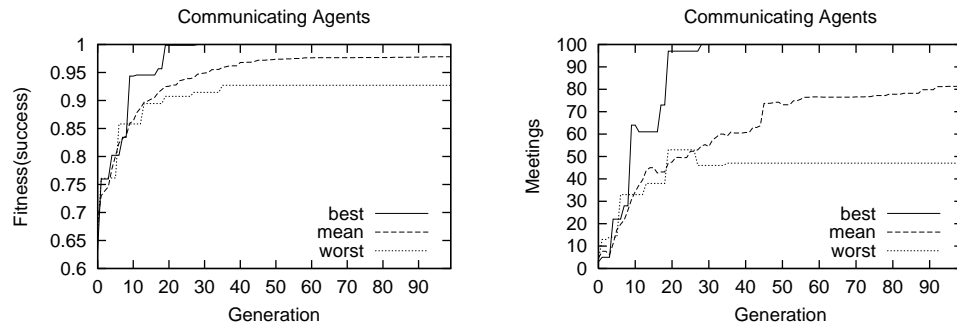 Communicating Agents
Fitness(success)
1
0.95
0.9
0.85
0.8
0.75
0.7
0.65
0.6
best
mean
worst
0 10 20 30 40 50 60 70 80 90
Generation
Communicating Agents
Meetings
100
90
80
70
60
50
40
30
20
10
0
best
mean
worst
0 10 20 30 40 50 60 70 80 90
Generation